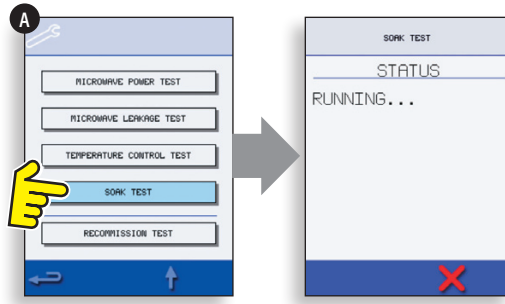 A
MICROWAVE POWER TEST
MICROWAVE LEAKAGE TEST
TEMPERATURE CONTROL TEST
SOAK TEST
RECOMMISSION TEST
SOAK TEST
STATUS
RUNNING...